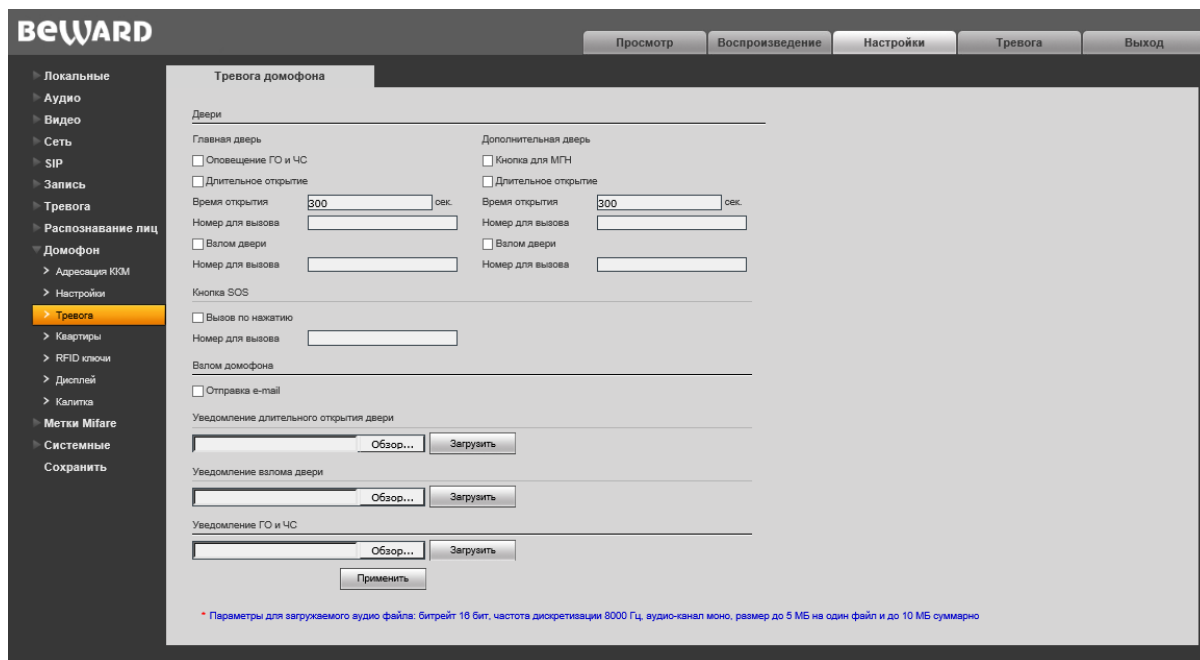 BEWARD
Просмотр Воспроизведение Настройки Тревога Выход
Локальные
Аудио
Видео
Сеть
SIP
Запись
Тревога
Распознавание лиц
Домофон
Адресация ККМ
Настройки
Тревога
Квартиры
RFID ключи
Дисплей
Калитка
Метки Mifare
Системные
Сохранить
Тревога домофона
Двери
Главная дверь Дополнительная дверь
Оповещение ГО и ЧС Кнопка для МГН
Длительное открытие Длительное открытие
Время открытия 300 сек. Время открытия 300 сек.
Номер для вызова Номер для вызова
Взлом двери Взлом двери
Номер для вызова Номер для вызова
Кнопка SOS
Вызов по нажатию
Номер для вызова
Взлом домофона
Отправка e-mail
Уведомление длительного открытия двери
Обзор... Загрузить
Уведомление взлома двери
Обзор... Загрузить
Уведомление ГО и ЧС
Обзор... Загрузить
Применить
* Параметры для загружаемого аудио файла: битрейт 16 бит, частота дискретизации 8000 Гц, аудио-канал моно, размер до 5 МБ на один файл и до 10 МБ суммарно